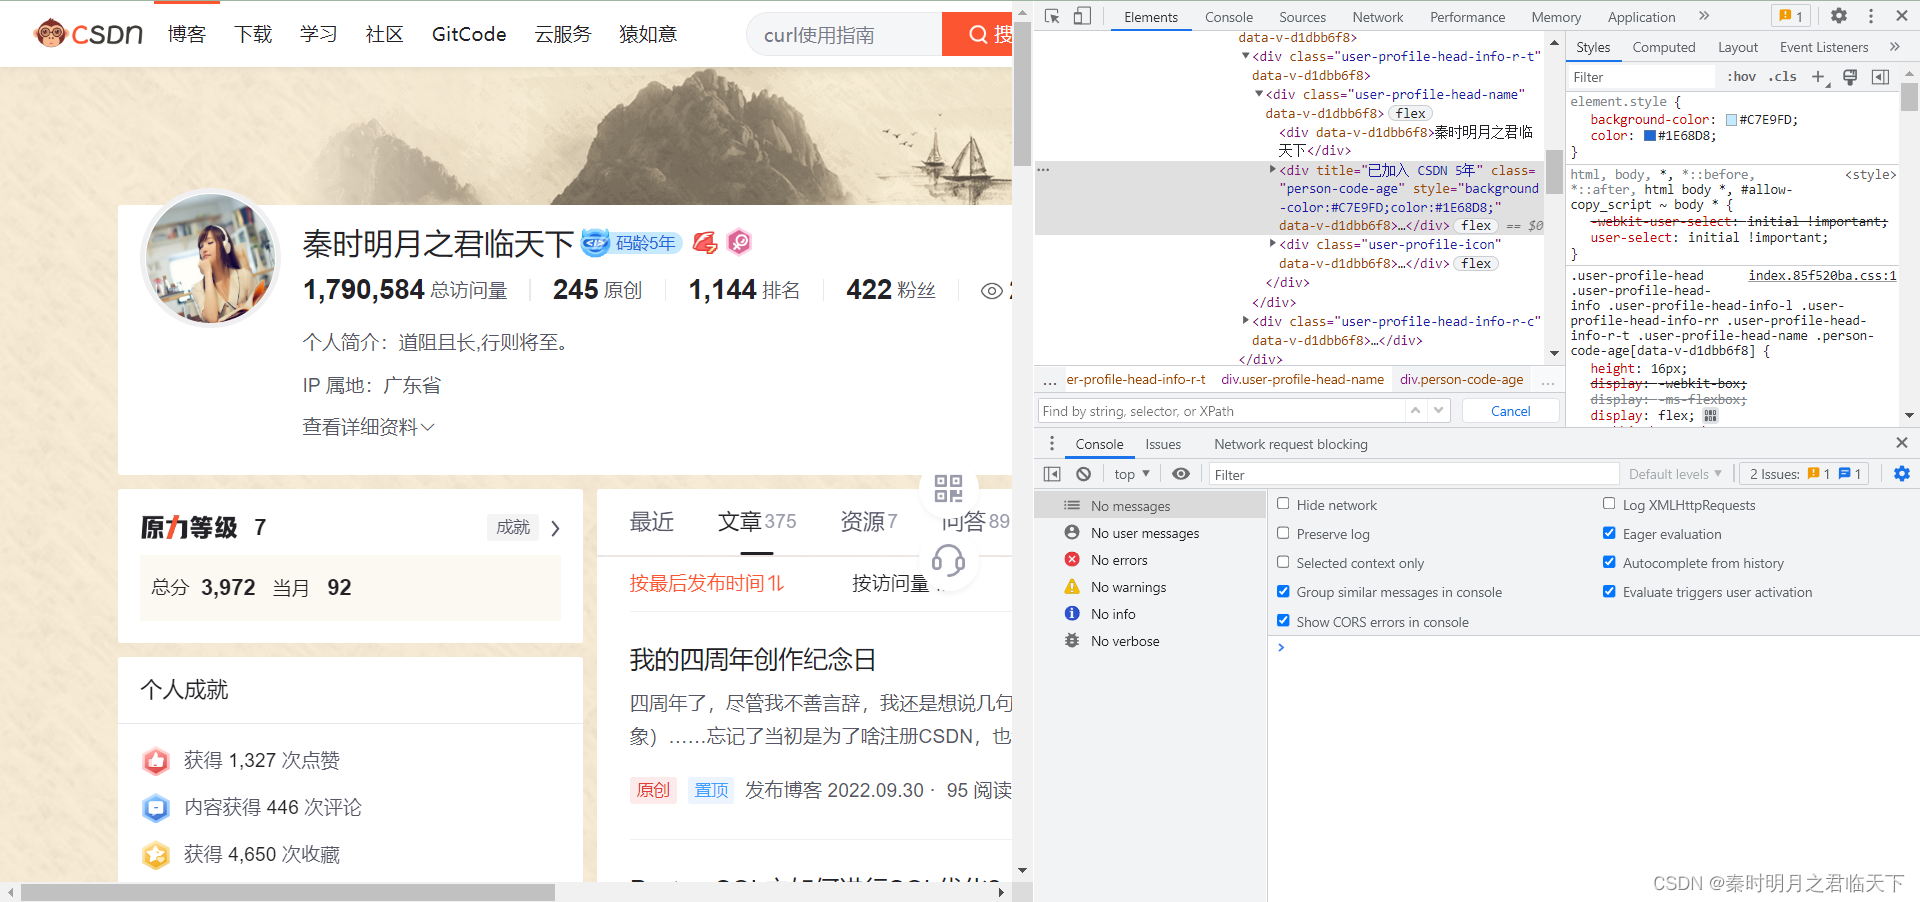 CSDN 博客 下载 学习 社区 GitCode 云服务 猿如意 curl使用指南 搜
秦时明月之君临天下 码龄5年
1,790,584 总访问量 245 原创 1,144 排名 422 粉丝
个人简介：道阻且长,行则将至。
IP 属地：广东省
查看详细资料
原力等级 7 成就
总分 3,972 当月 92
个人成就
获得 1,327 次点赞
内容获得 446 次评论
获得 4,650 次收藏
最近 文章 375 资源 7 问答 89
按最后发布时间 按访问量
我的四周年创作纪念日
四周年了，尽管我不善言辞，我还是想说几句
象）……忘记了当初是为了啥注册CSDN，也
原创 置顶 发布博客 2022.09.30 · 95 阅读
Elements Console Sources Network Performance Memory Application » 1
data-v-d1dbb6f8>
<div class="user-profile-head-info-r-t"
data-v-d1dbb6f8>
<div class="user-profile-head-name"
data-v-d1dbb6f8> flex
<div data-v-d1dbb6f8>秦时明月之君临
天下</div>
<div title="已加入 CSDN 5年" class=
"person-code-age" style="background
-color:#C7E9FD;color:#1E68D8;"
data-v-d1dbb6f8>…</div> flex == $0
<div class="user-profile-icon"
data-v-d1dbb6f8>…</div> flex
</div>
</div>
<div class="user-profile-head-info-r-c"
data-v-d1dbb6f8>…</div>
</div>
... er-profile-head-info-r-t div.user-profile-head-name div.person-code-age ...
Find by string, selector, or XPath Cancel
Styles Computed Layout Event Listeners »
Filter :hov .cls +
element.style {
background-color: #C7E9FD;
color: #1E68D8;
}
html, body, *, *::before, <style>
*::after, html body *, #allow-
copy_script ~ body * {
-webkit-user-select: initial !important;
user-select: initial !important;
}
.user-profile-head index.85f520ba.css:1
.user-profile-head-
info .user-profile-head-info-l .user-
profile-head-info-rr .user-profile-head-
info-r-t .user-profile-head-name .person-
code-age[data-v-d1dbb6f8] {
height: 16px;
display: -webkit-box;
display: -ms-flexbox;
display: flex;
Console Issues Network request blocking
top Filter Default levels 2 Issues: 1 1
No messages
No user messages
No errors
No warnings
No info
No verbose
Hide network Log XMLHttpRequests
Preserve log Eager evaluation
Selected context only Autocomplete from history
Group similar messages in console Evaluate triggers user activation
Show CORS errors in console
CSDN @秦时明月之君临天下